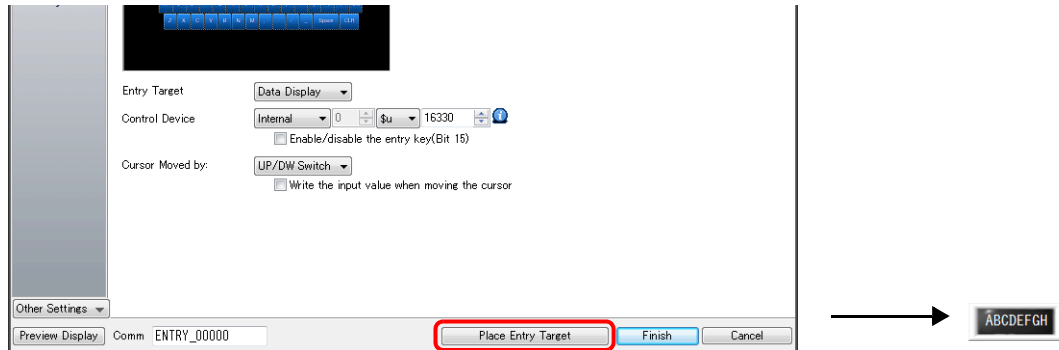 Z X C V B N M , . - _ Space CLR
Entry Target Data Display
Control Device Internal 0 $u 16330
Enable/disable the entry key(Bit 15)
Cursor Moved by: UP/DW Switch
Write the input value when moving the cursor
Other Settings
Preview Display Comm ENTRY_00000 Place Entry Target Finish Cancel
ABCDEFGH